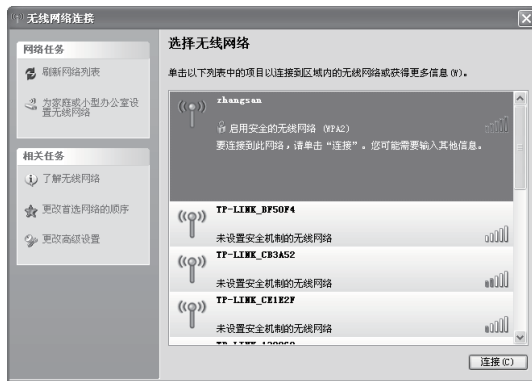 无线网络连接
网络任务
刷新网络列表
为家庭或小型办公室设
置无线网络
相关任务
了解无线网络
更改首选网络的顺序
更改高级设置
选择无线网络
单击以下列表中的项目以连接到区域内的无线网络或获得更多信息(W)。
zhangsan
启用安全的无线网络 (WPA2)
要连接到此网络，请单击“连接”。您可能需要输入其他信息。
TP-LINK_BF50F4
未设置安全机制的无线网络
TP-LINK_CB3A52
未设置安全机制的无线网络
TP-LINK_CE1E2F
未设置安全机制的无线网络
连接(C)